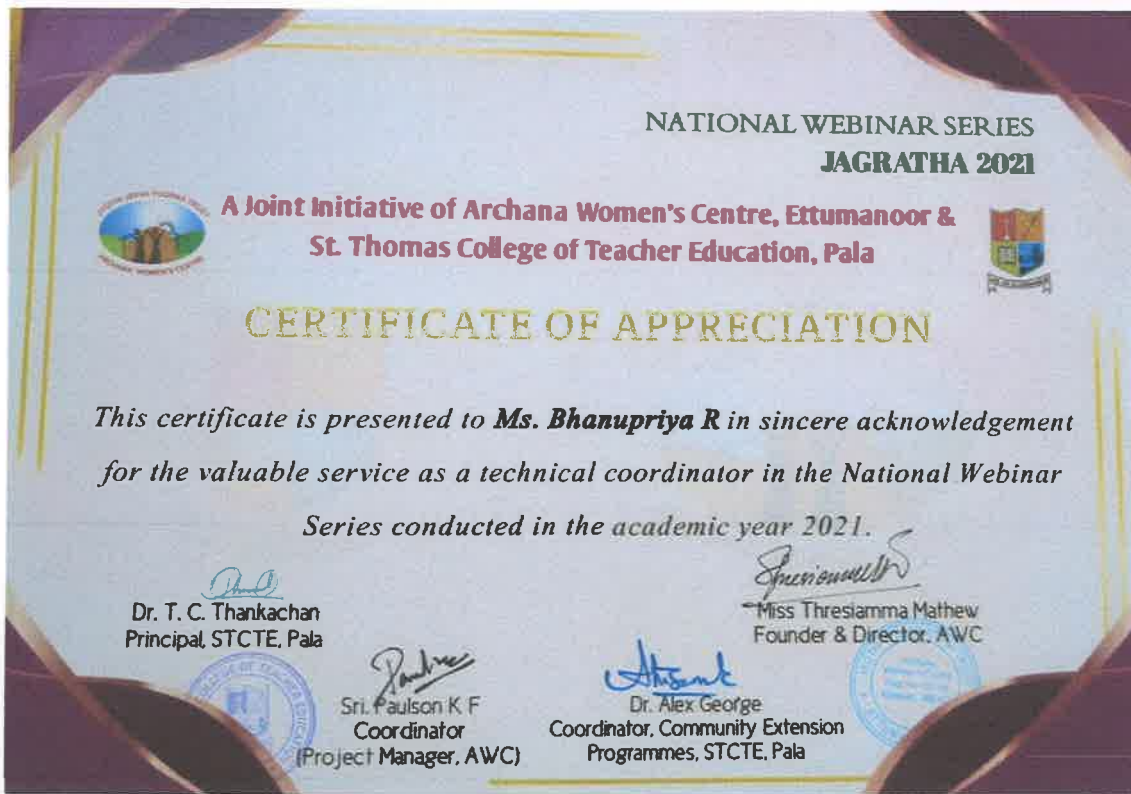 NATIONAL WEBINAR SERIES
JAGRATHA 2021
A Joint Initiative of Archana Women's Centre, Ettumanoor &
St. Thomas College of Teacher Education, Pala
CERTIFICATE OF APPRECIATION
This certificate is presented to Ms. Bhanupriya R in sincere acknowledgement
for the valuable service as a technical coordinator in the National Webinar
Series conducted in the academic year 2021.
Dr. T. C. Thankachan
Principal, STCTE, Pala
Miss Thresiamma Mathew
Founder & Director, AWC
Sri. Paulson K F
Coordinator
(Project Manager, AWC)
Dr. Alex George
Coordinator, Community Extension
Programmes, STCTE, Pala